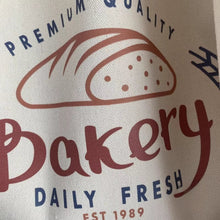 PREMIUM QUALITY
Bakery
DAILY FRESH
EST 1989